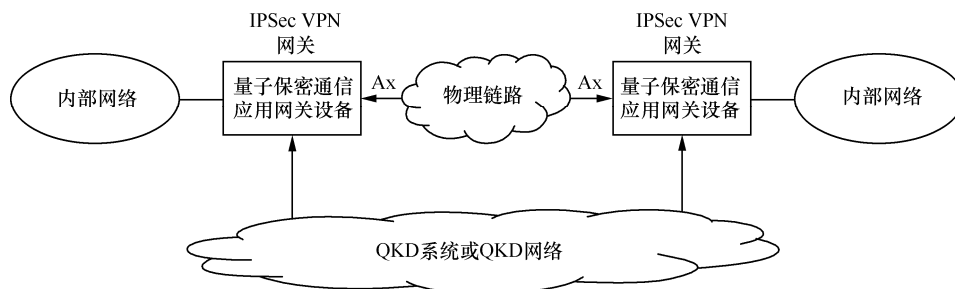 IPSec VPN
网关
IPSec VPN
网关
内部网络
量子保密通信
应用网关设备
Ax
物理链路
Ax
量子保密通信
应用网关设备
内部网络
QKD系统或QKD网络